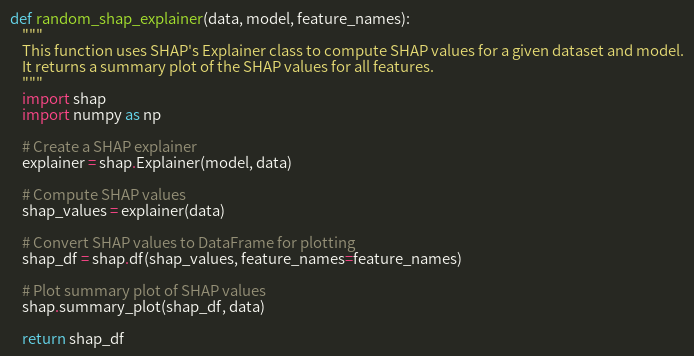 def random_shap_explainer(data, model, feature_names):
    """
    This function uses SHAP's Explainer class to compute SHAP values for a given dataset and model.
    It returns a summary plot of the SHAP values for all features.
    """
    import shap
    import numpy as np

    # Create a SHAP explainer
    explainer = shap.Explainer(model, data)

    # Compute SHAP values
    shap_values = explainer(data)

    # Convert SHAP values to DataFrame for plotting
    shap_df = shap.df(shap_values, feature_names=feature_names)

    # Plot summary plot of SHAP values
    shap.summary_plot(shap_df, data)

    return shap_df